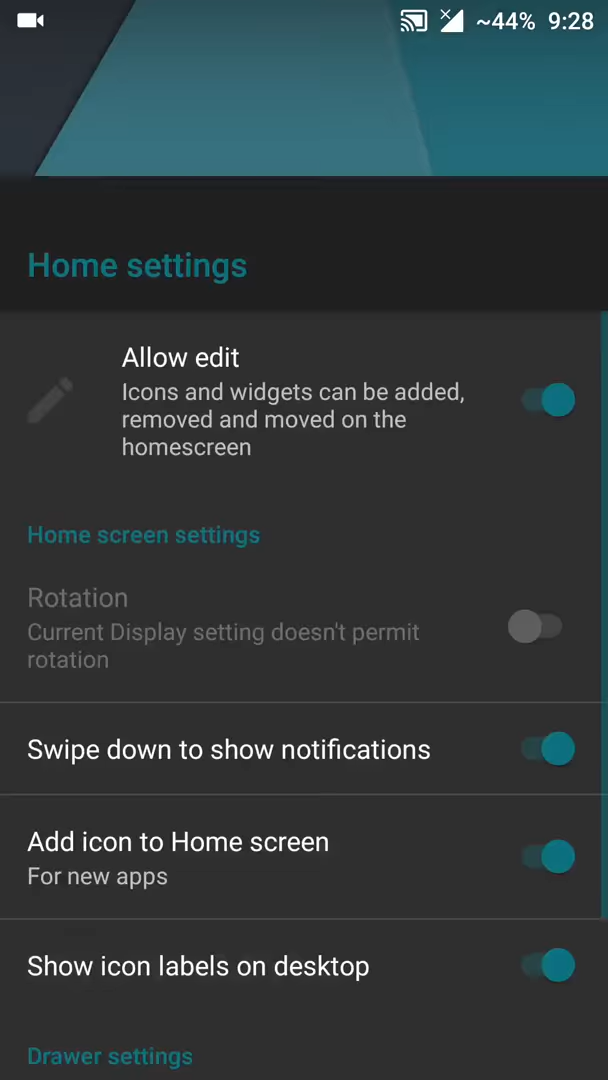 ~44% 9:28
Home settings
Allow edit
Icons and widgets can be added,
removed and moved on the
homescreen
Home screen settings
Rotation
Current Display setting doesn't permit
rotation
Swipe down to show notifications
Add icon to Home screen
For new apps
Show icon labels on desktop
Drawer settings